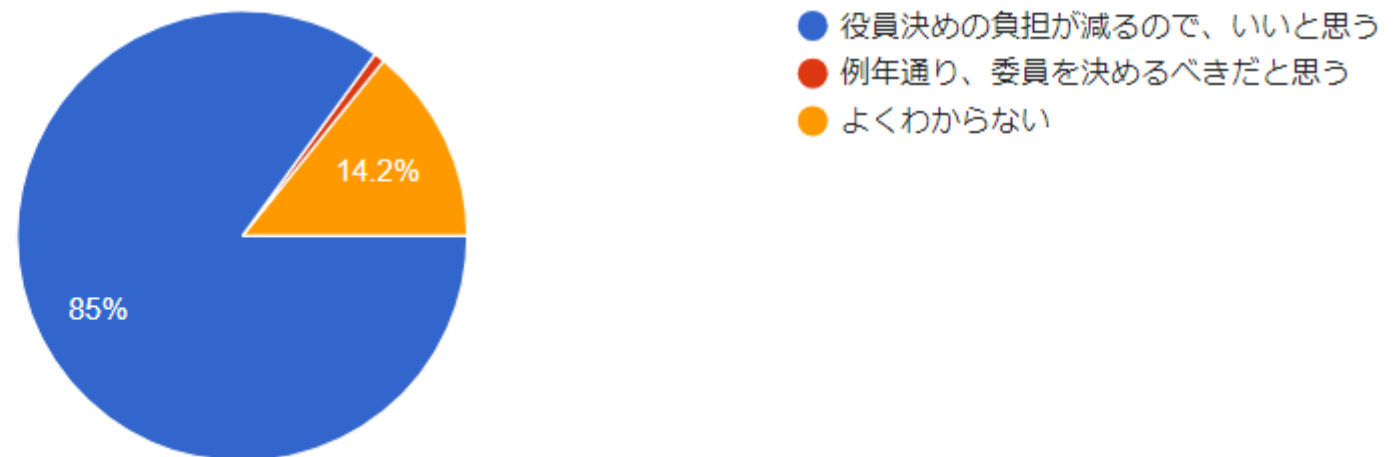 役員決めの負担が減るので、いいと思う
例年通り、委員を決めるべきだと思う
よくわからない
14.2%
85%